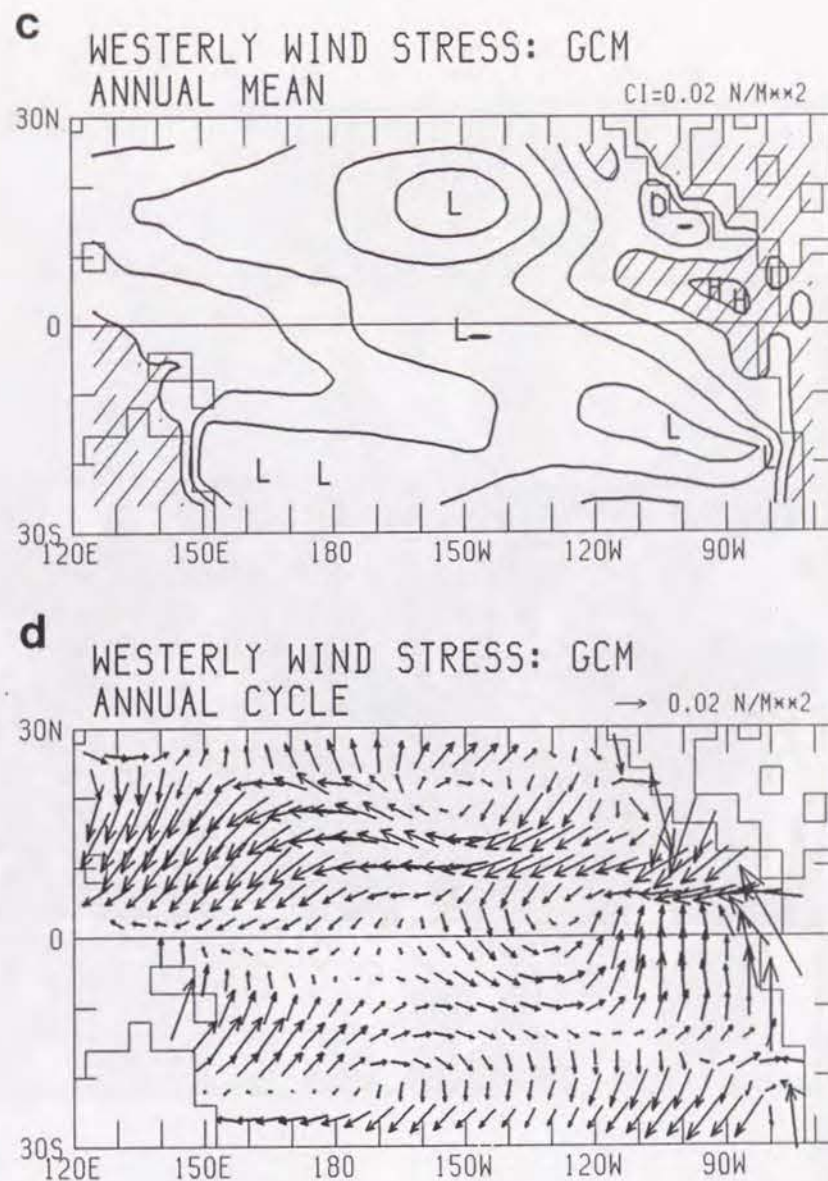 c
WESTERLY WIND STRESS: GCM
ANNUAL MEAN CI=0.02 N/M**2
30N
L
H
H
0
L
L
L L
30S
120E 150E 180 150W 120W 90W
d
WESTERLY WIND STRESS: GCM
ANNUAL CYCLE → 0.02 N/M**2
30N
0
30S
120E 150E 180 150W 120W 90W